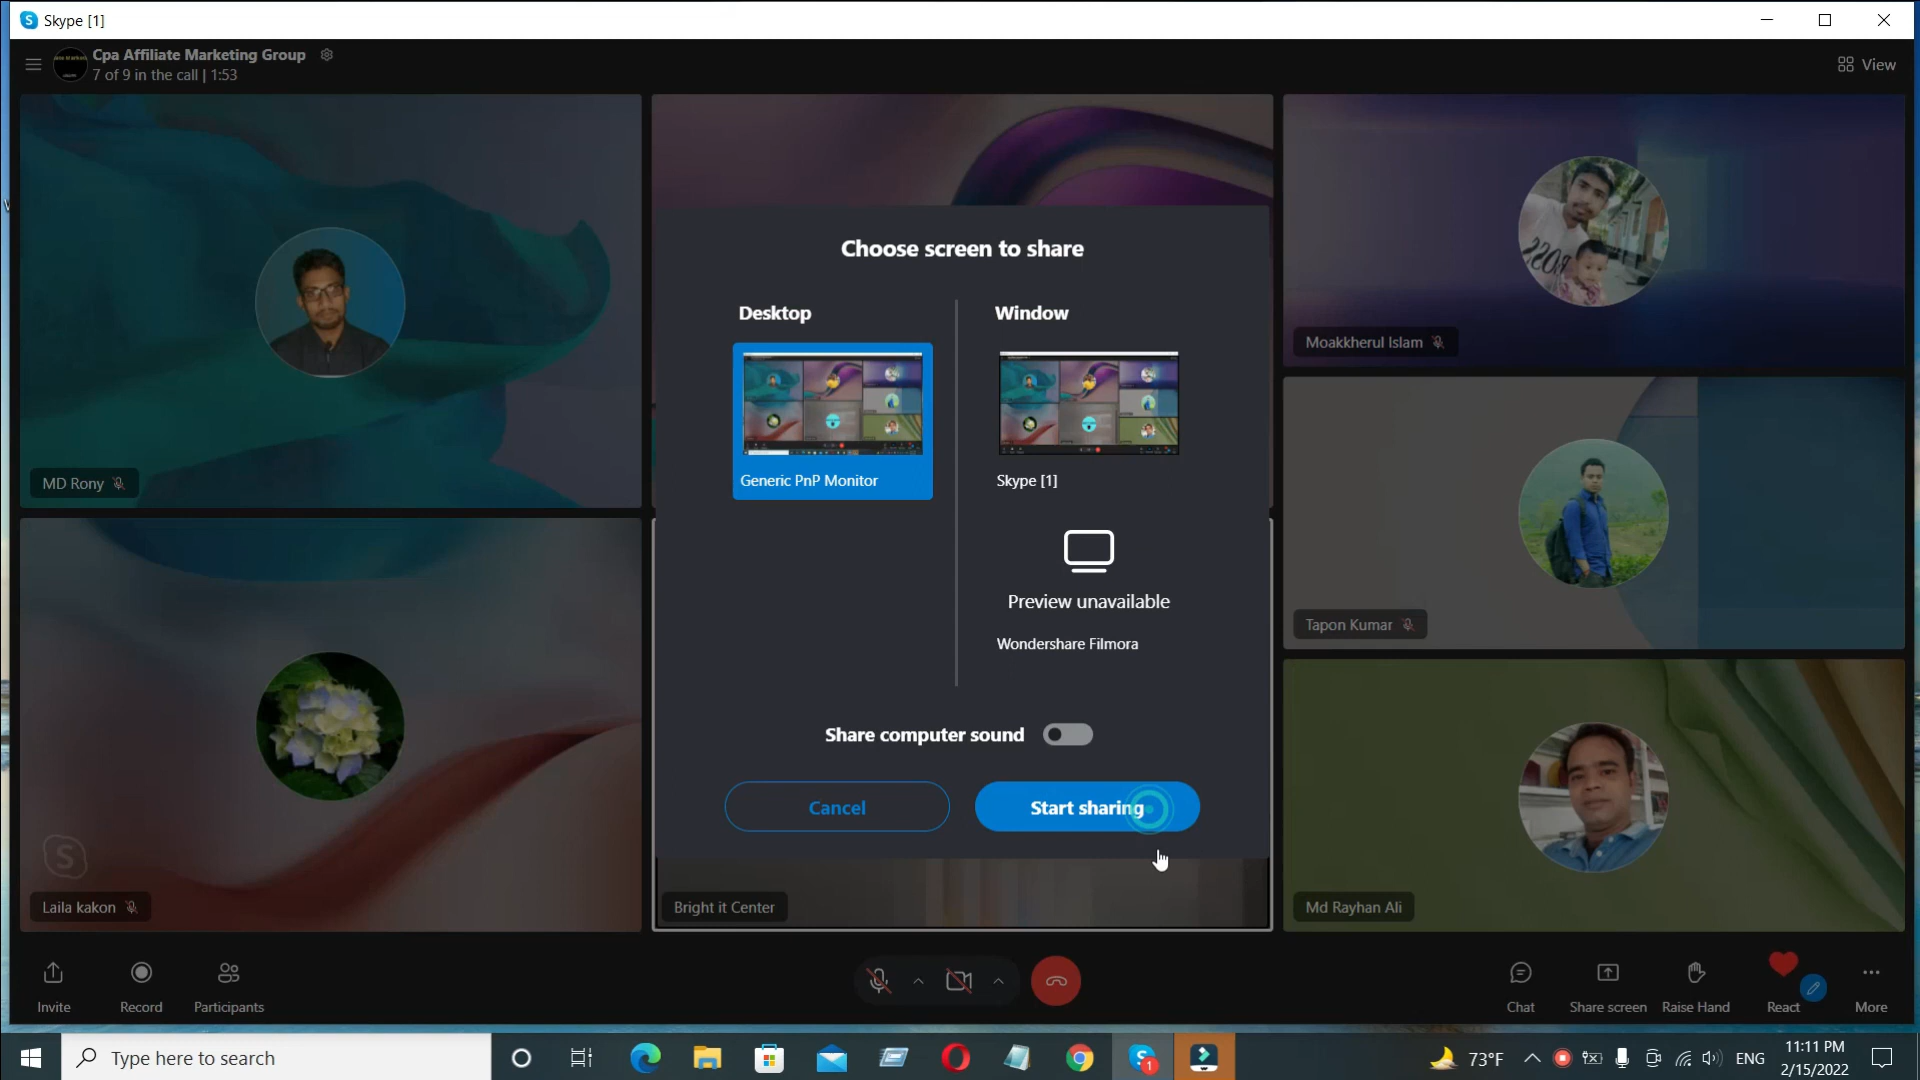 Skype [1]
Cpa Affiliate Marketing Group
7 of 9 in the call | 1:53
View
Choose screen to share
Desktop
Window
Generic PnP Monitor
Skype [1]
Preview unavailable
Wondershare Filmora
Share computer sound
Cancel
Start sharing
MD Rony
Moakkherul Islam
Tapon Kumar
Laila kakon
Bright it Center
Md Rayhan Ali
Invite
Record
Participants
Chat
Share screen
Raise Hand
React
More
Type here to search
1
73°F
ENG
11:11 PM
2/15/2022